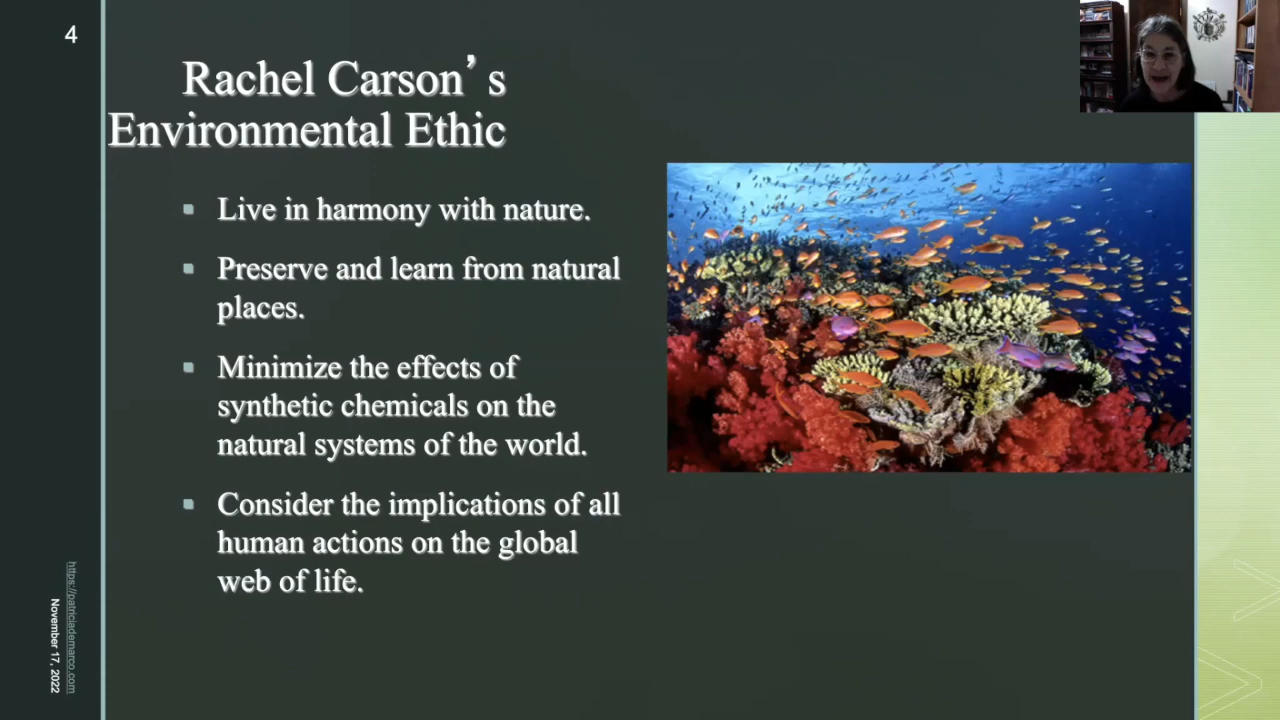 4
Rachel Carson’s
Environmental Ethic
Live in harmony with nature.
Preserve and learn from natural
places.
Minimize the effects of
synthetic chemicals on the
natural systems of the world.
Consider the implications of all
human actions on the global
web of life.
https://patriciademarco.com
November 17, 2022